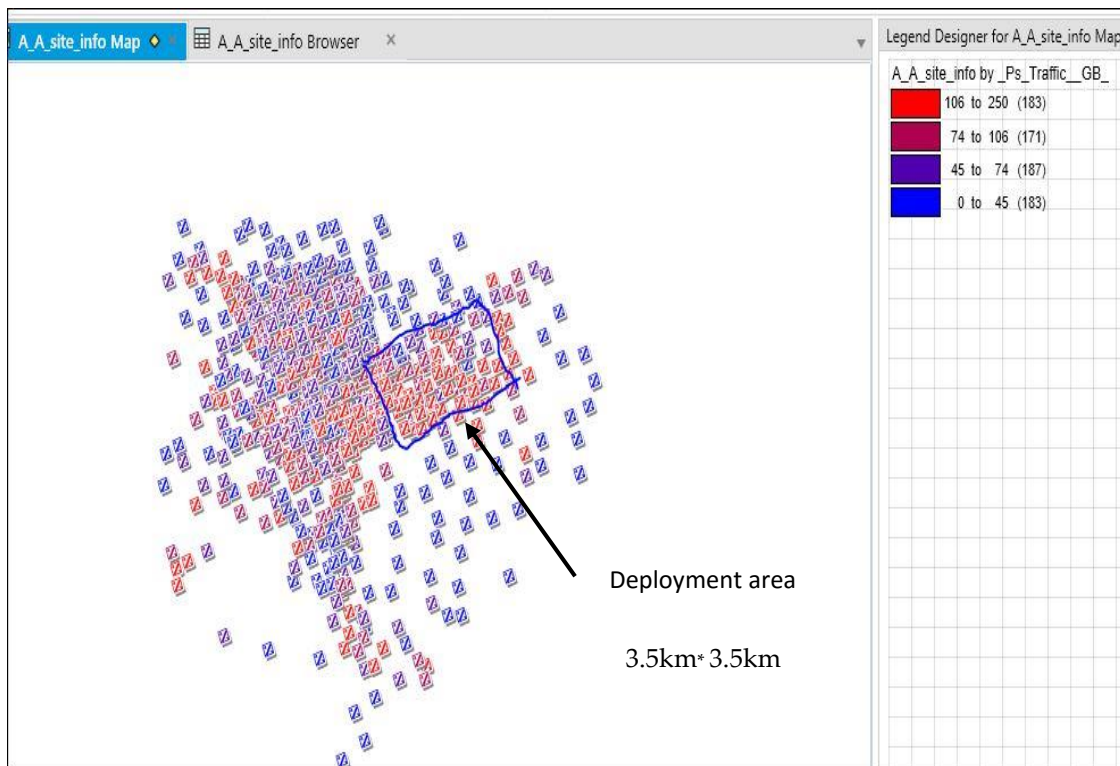 A_A_site_info Map
A_A_site_info Browser
Legend Designer for A_A_site_info Map
A_A_site_info by _Ps_Traffic__GB_
106 to 250 (183)
74 to 106 (171)
45 to 74 (187)
0 to 45 (183)
Deployment area
3.5km* 3.5km